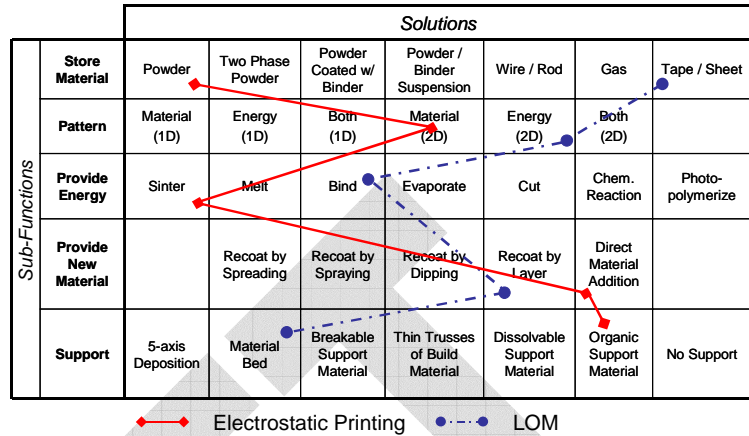 Solutions
Sub-Functions
Store
Material
Powder
Two Phase
Powder
Powder
Coated w/
Binder
Powder /
Binder
Suspension
Wire / Rod
Gas
Tape / Sheet
Pattern
Material
(1D)
Energy
(1D)
Both
(1D)
Material
(2D)
Energy
(2D)
Both
(2D)
Provide
Energy
Sinter
Melt
Bind
Evaporate
Cut
Chem.
Reaction
Photo-
polymerize
Provide
New
Material
Recoat by
Spreading
Recoat by
Spraying
Recoat by
Dipping
Recoat by
Layer
Direct
Material
Addition
Support
5-axis
Deposition
Material
Bed
Breakable
Support
Material
Thin Trusses
of Build
Material
Dissolvable
Support
Material
Organic
Support
Material
No Support
Electrostatic Printing
LOM